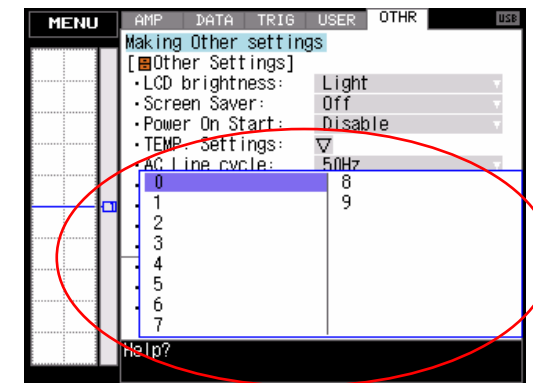 MENU AMP DATA TRIG USER OTHR USB
Making Other settings
[Other Settings]
・LCD brightness: Light
・Screen Saver: Off
・Power On Start: Disable
・TEMP. Settings: ▽
・AC Line cycle: 50Hz
0 8
1 9
2
3
4
5
6
7
Help?